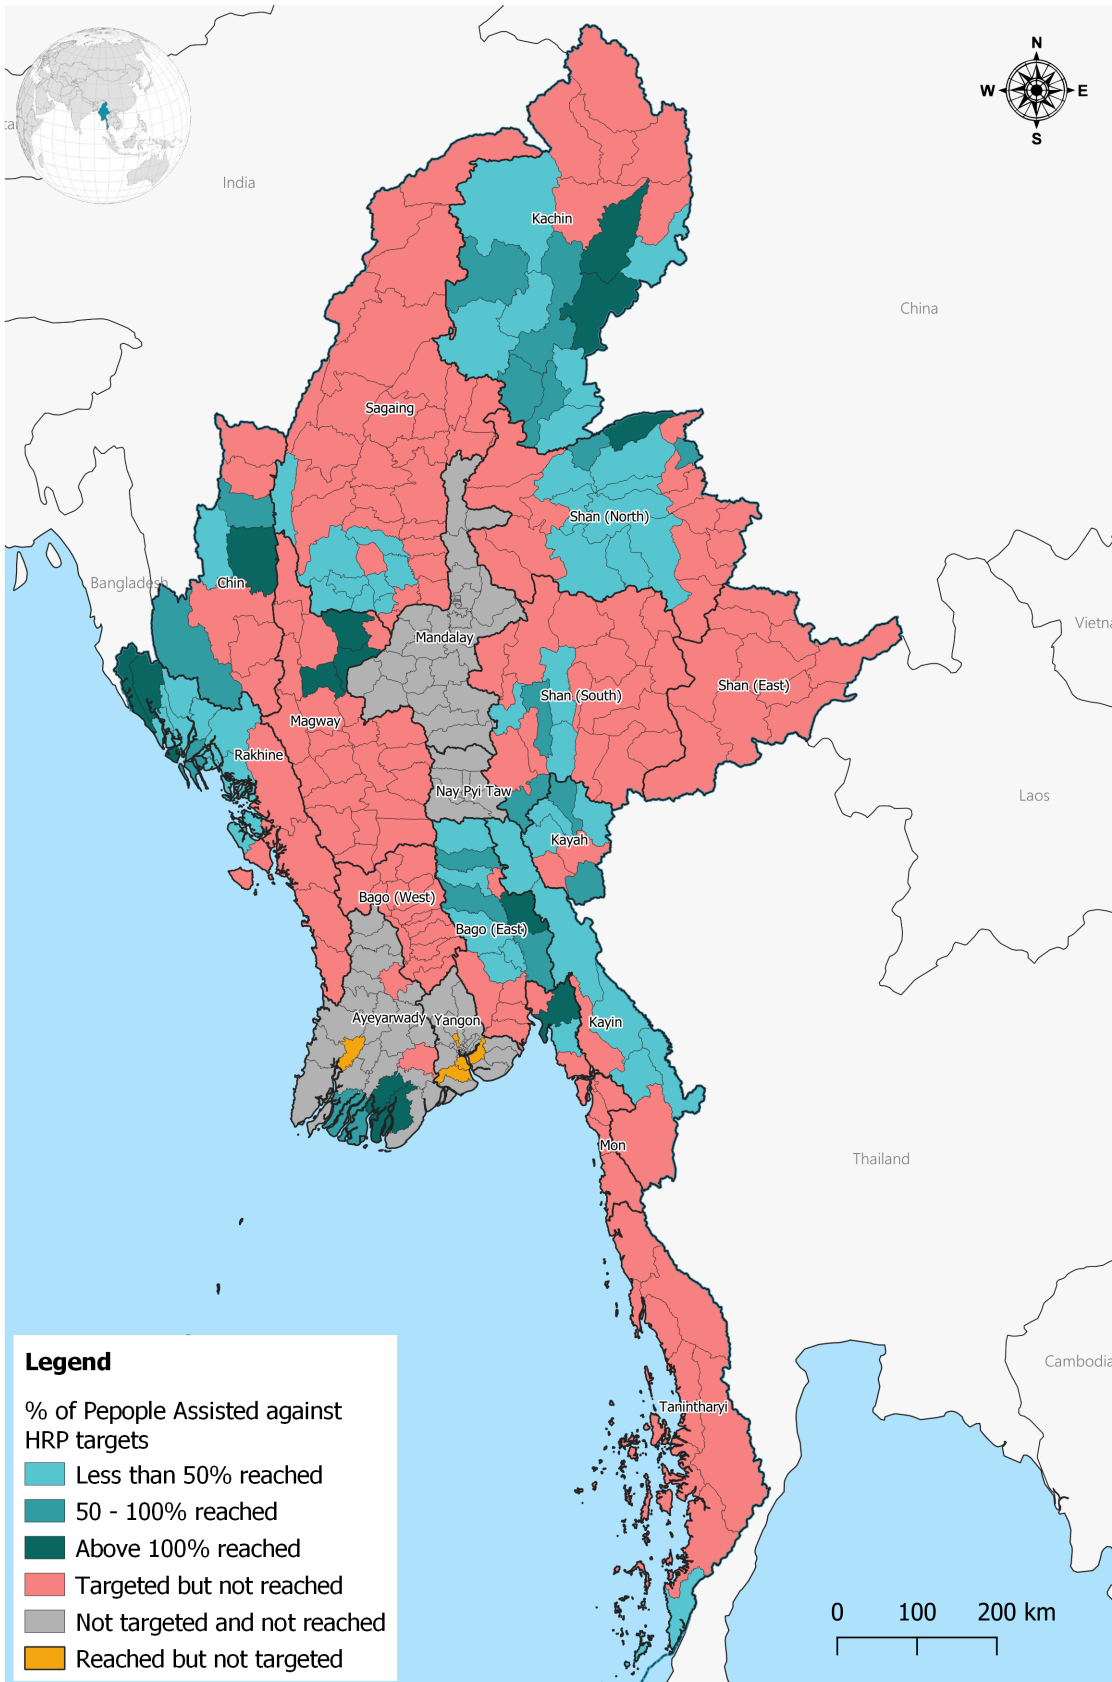 N
W
E
S
India
China
Kachin
Sagaing
Shan (North)
Bangladesh
Chin
Mandalay
Shan (South)
Shan (East)
Magway
Rakhine
Nay Pyi Taw
Laos
Kayah
Bago (West)
Bago (East)
Ayeyarwady
Yangon
Kayin
Mon
Thailand
Tanintharyi
Cambodia
Legend
% of Pepople Assisted against
HRP targets
Less than 50% reached
50 - 100% reached
Above 100% reached
Targeted but not reached
Not targeted and not reached
Reached but not targeted
0 100 200 km